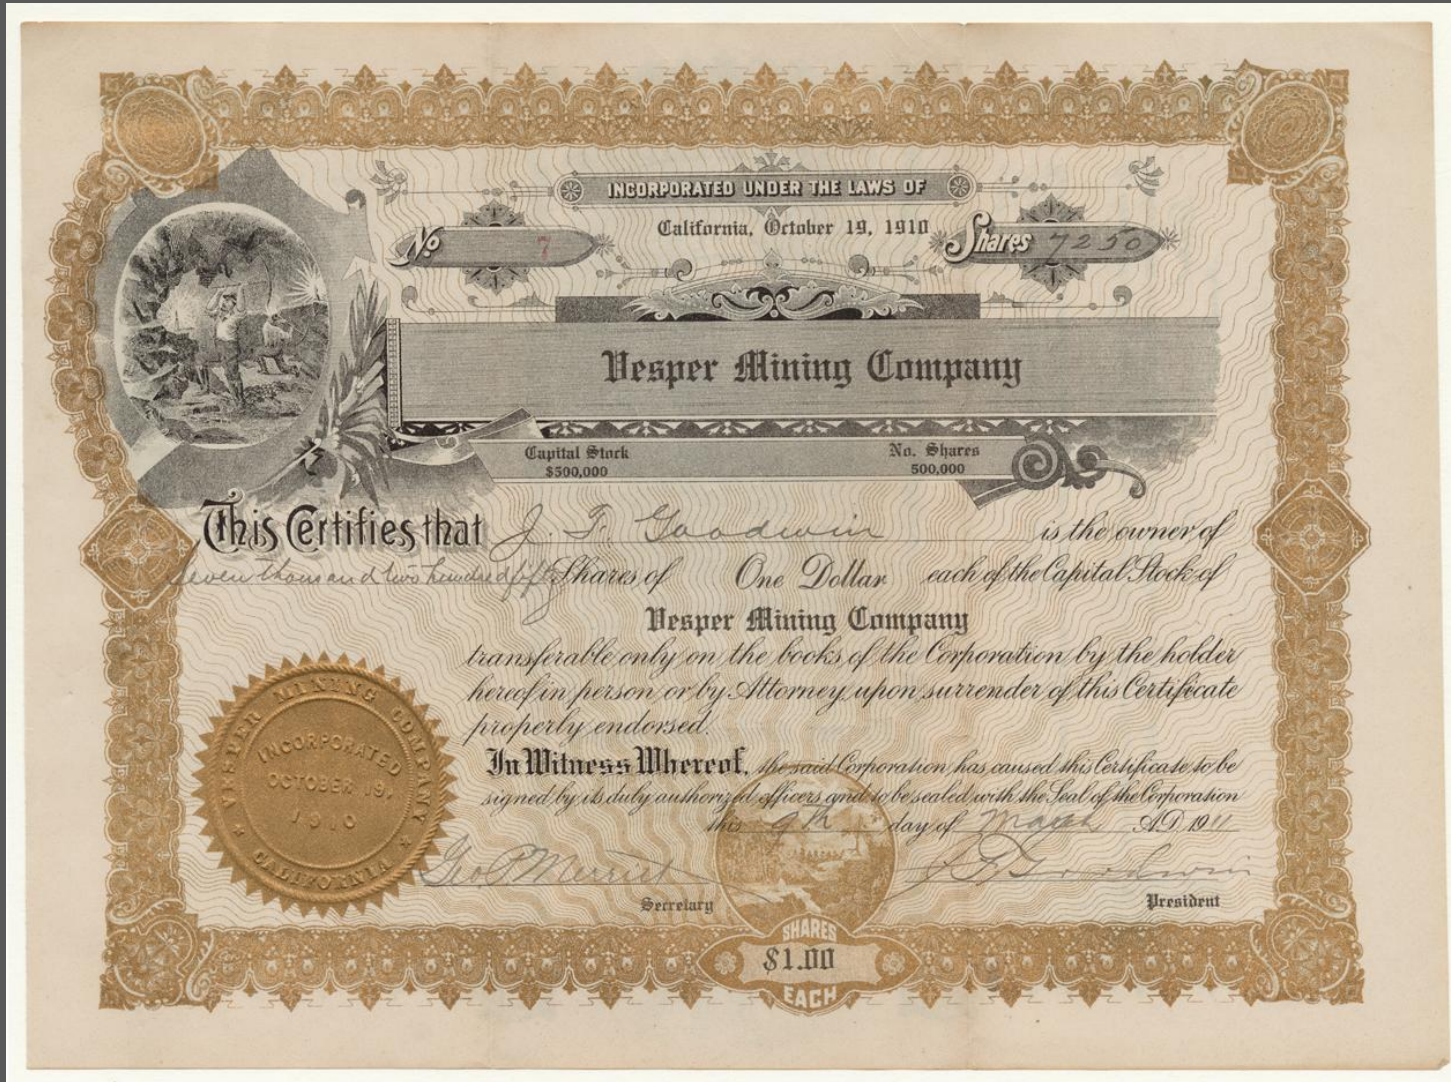 INCORPORATED UNDER THE LAWS OF
California, October 19, 1910
No 7
Shares 7250
Vesper Mining Company
Capital Stock
$500,000
No. Shares
500,000
This Certifies that J. F. Goodwin is the owner of
Seven thousand two hundred fifty Shares of One Dollar each of the Capital Stock of
Vesper Mining Company
transferable only on the books of the Corporation by the holder
hereof in person or by Attorney, upon surrender of this Certificate
properly endorsed.
In Witness Whereof, the said Corporation has caused this Certificate to be
signed by its duly authorized officers and to be sealed with the Seal of the Corporation
this 9th day of March A.D. 1911
Geo P Merrill J F Goodwin
Secretary President
VESPER MINING COMPANY
INCORPORATED
OCTOBER 19,
1910
CALIFORNIA
SHARES
$1.00
EACH